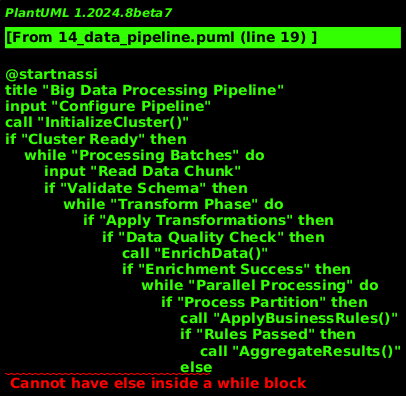 PlantUML 1.2024.8beta7
[From 14_data_pipeline.puml (line 19) ]
@startnassi
title "Big Data Processing Pipeline"
input "Configure Pipeline"
call "InitializeCluster()"
if "Cluster Ready" then
    while "Processing Batches" do
        input "Read Data Chunk"
        if "Validate Schema" then
            while "Transform Phase" do
                if "Apply Transformations" then
                    if "Data Quality Check" then
                        call "EnrichData()"
                        if "Enrichment Success" then
                            while "Parallel Processing" do
                                if "Process Partition" then
                                    call "ApplyBusinessRules()"
                                    if "Rules Passed" then
                                        call "AggregateResults()"
                                    else
Cannot have else inside a while block